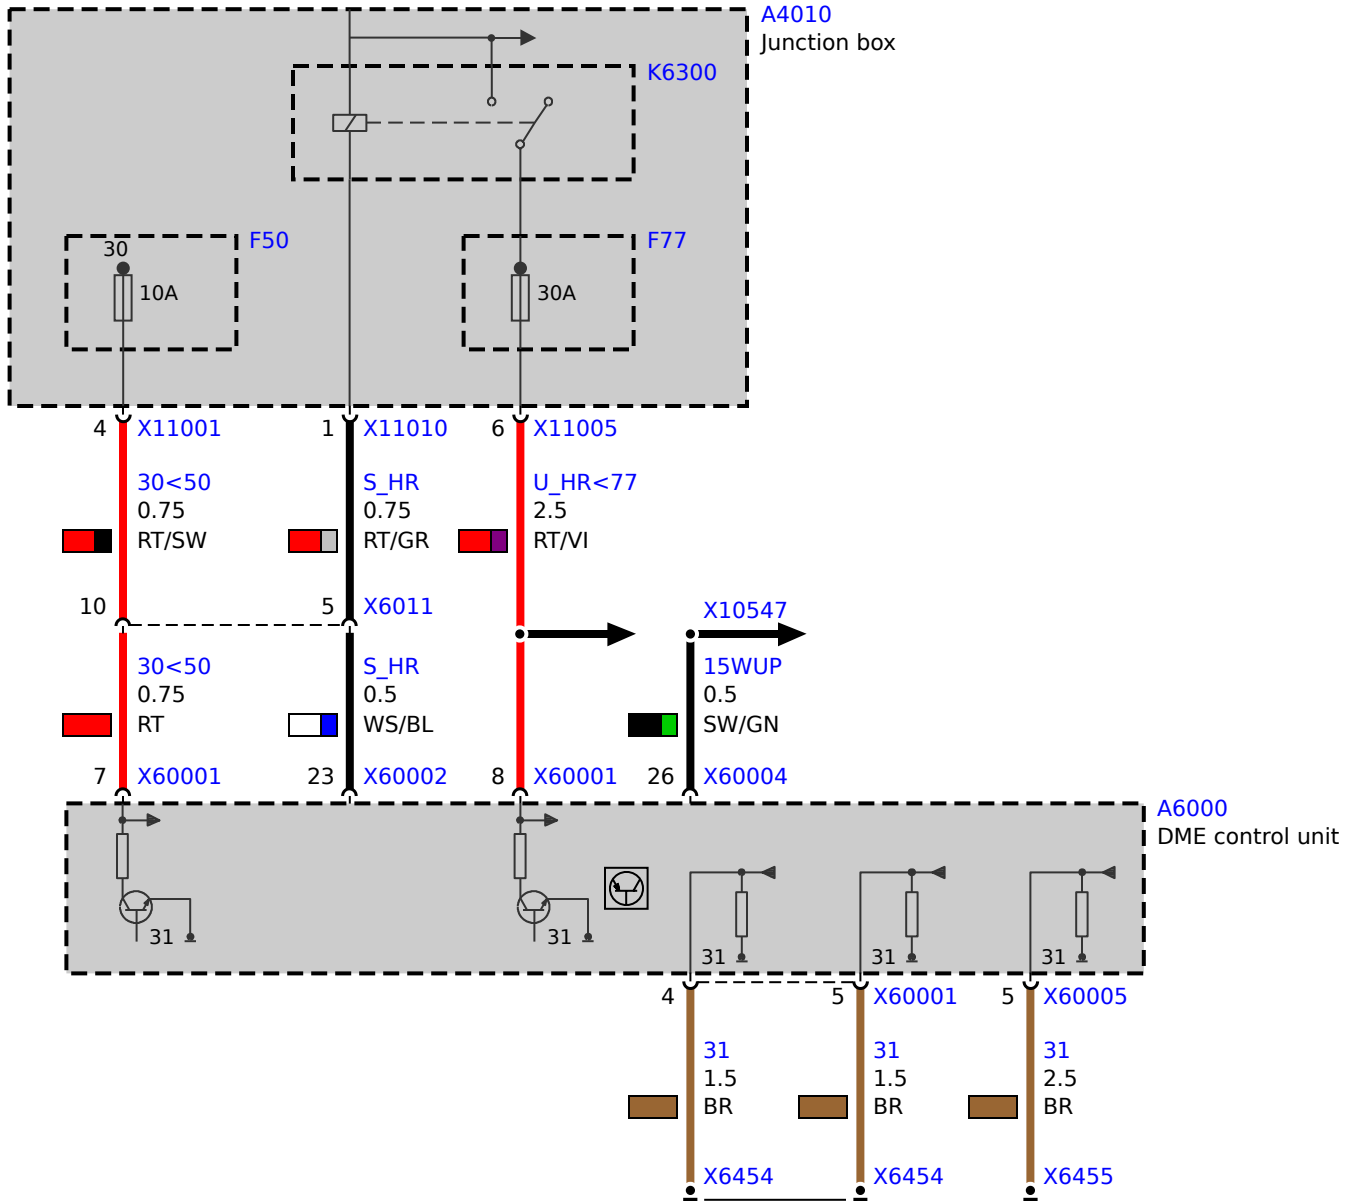 A4010
Junction box
K6300
F50
30
10A
F77
30A
4 X11001
1 X11010
6 X11005
30<50
0.75
RT/SW
S_HR
0.75
RT/GR
U_HR<77
2.5
RT/VI
10
5 X6011
X10547
30<50
0.75
RT
S_HR
0.5
WS/BL
15WUP
0.5
SW/GN
7 X60001
23 X60002
8 X60001
26 X60004
A6000
DME control unit
31
31
31
31
31
4
5 X60001
5 X60005
31
1.5
BR
31
1.5
BR
31
2.5
BR
X6454
X6454
X6455